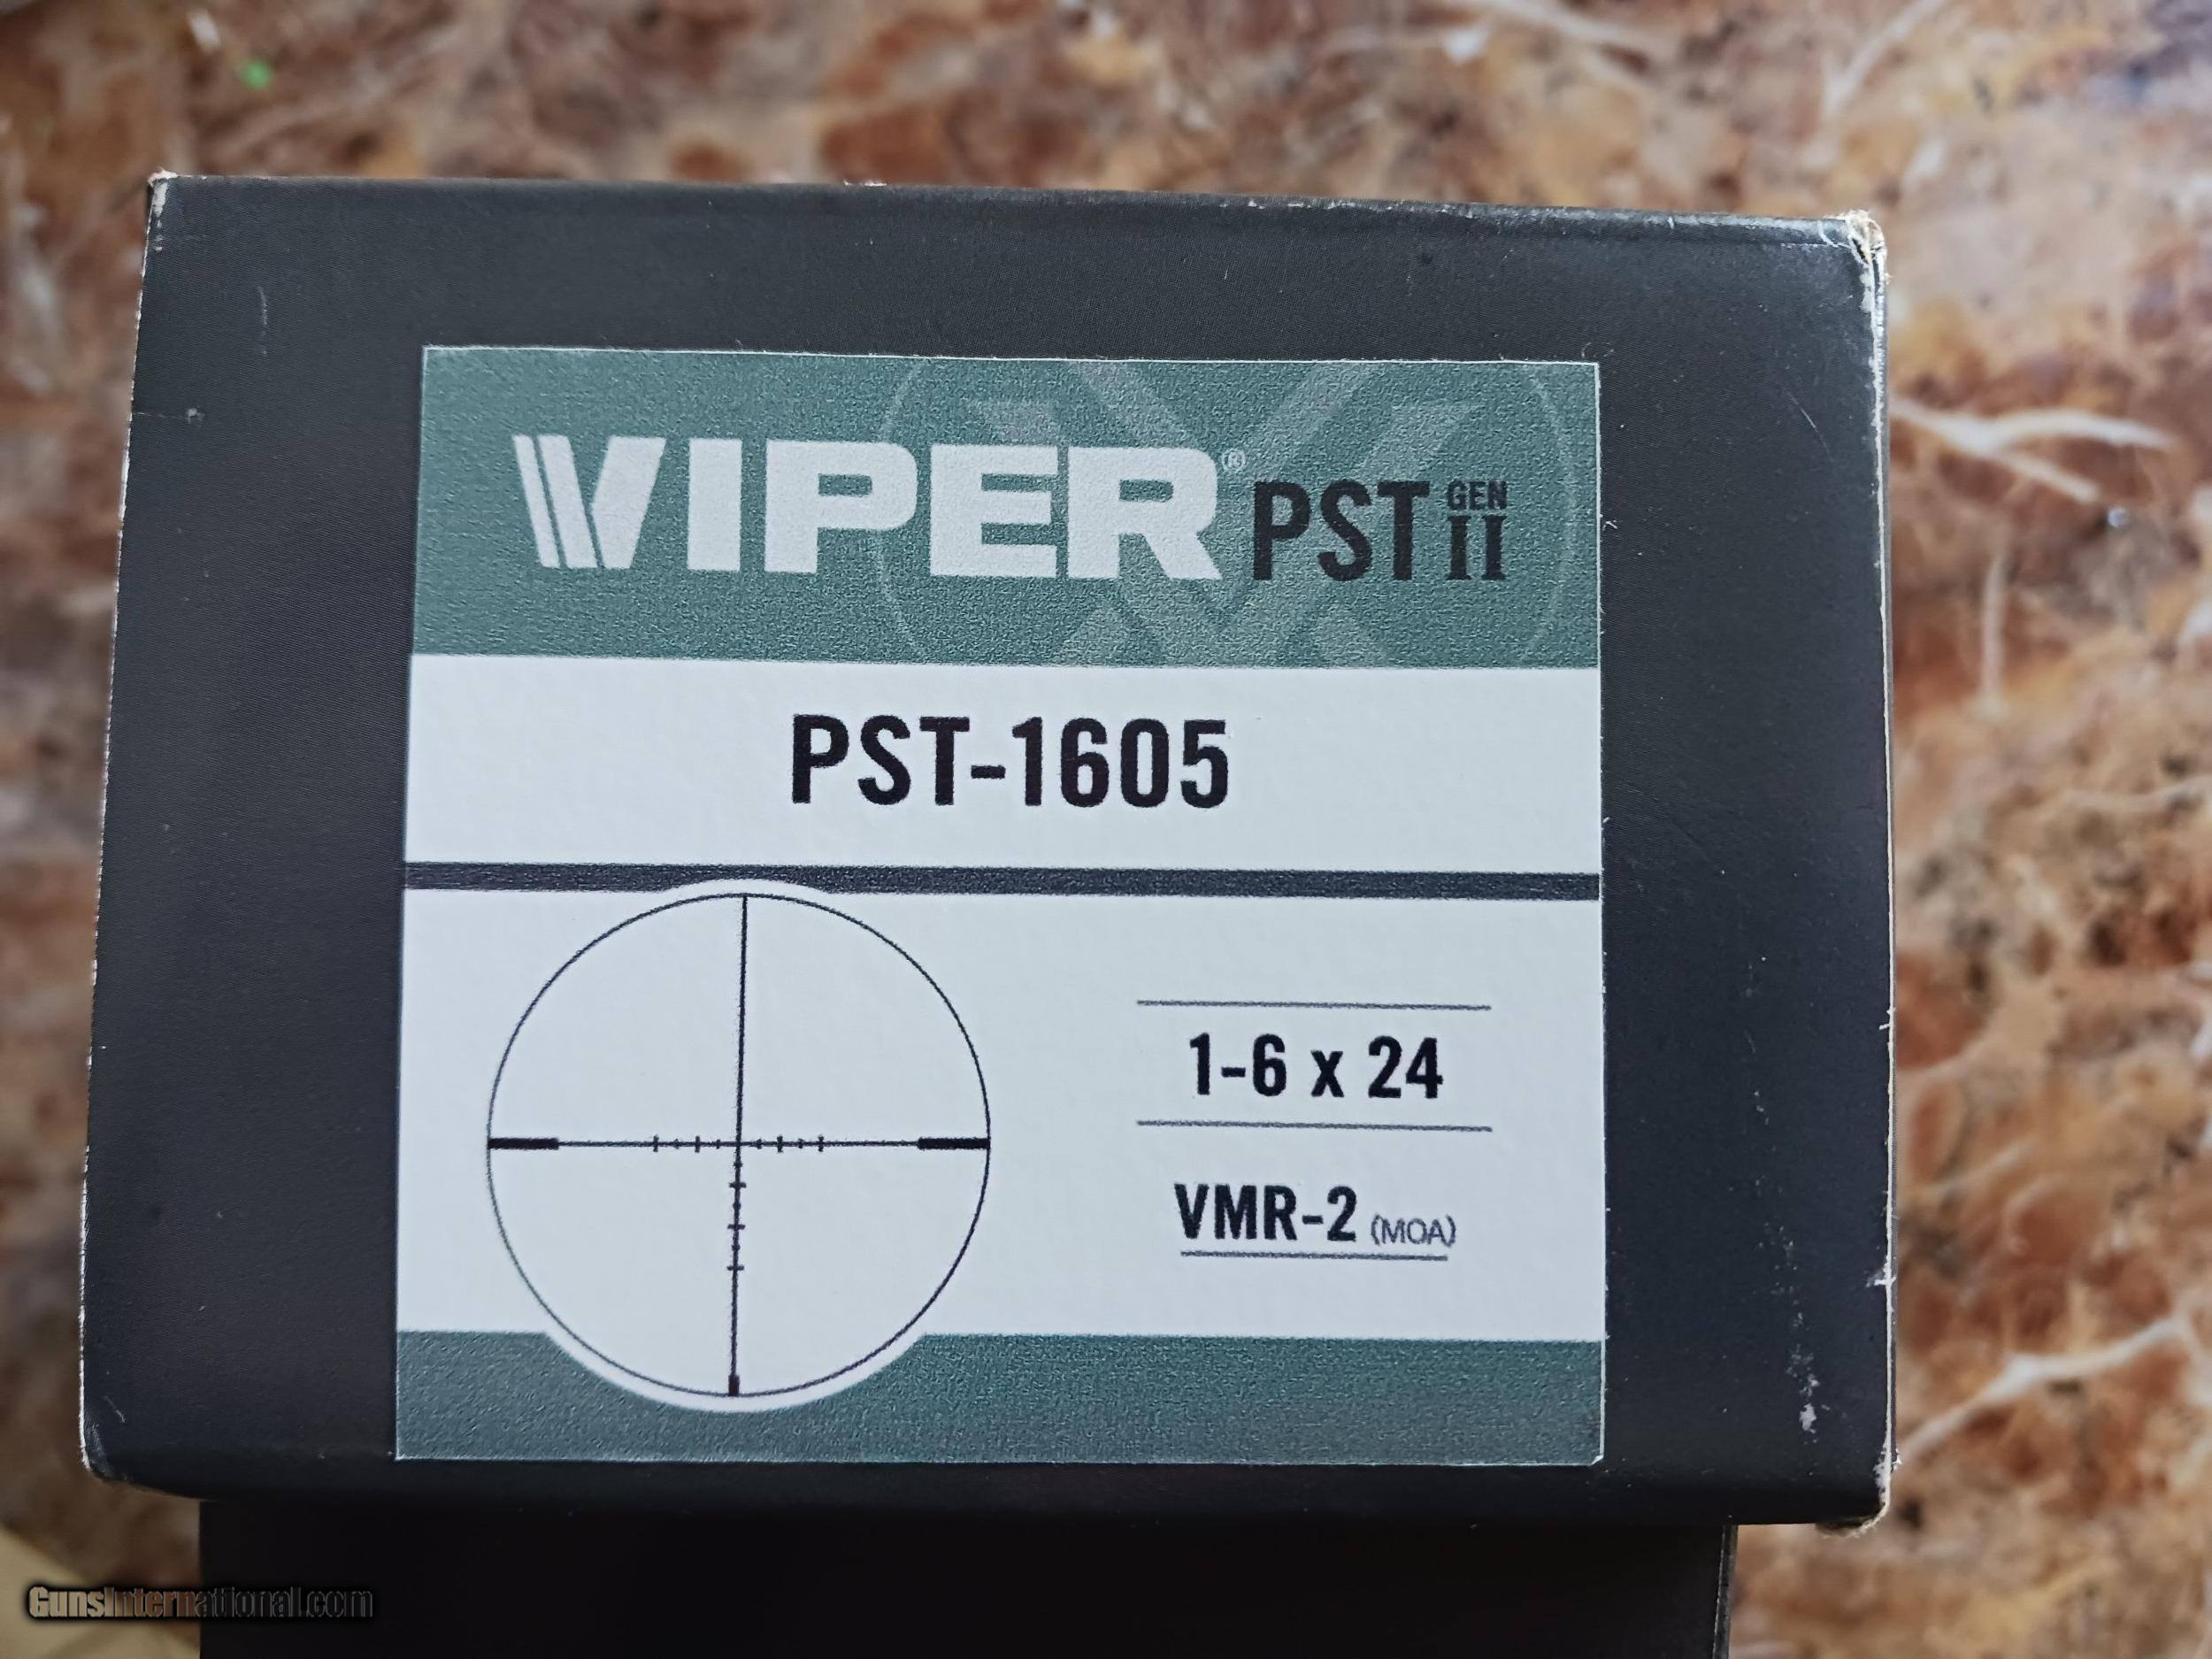 VIPER® PST GEN II
PST-1605
1-6 x 24
VMR-2 (MOA)
GunsInternational.com